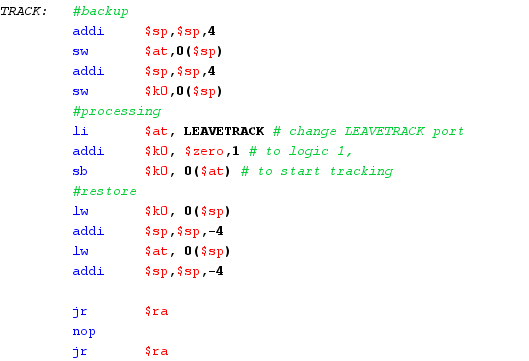 TRACK: #backup
addi $sp,$sp,4
sw $at,0($sp)
addi $sp,$sp,4
sw $k0,0($sp)
#processing
li $at, LEAVETRACK # change LEAVETRACK port
addi $k0, $zero,1 # to logic 1,
sb $k0, 0($at) # to start tracking
#restore
lw $k0, 0($sp)
addi $sp,$sp,-4
lw $at, 0($sp)
addi $sp,$sp,-4
jr $ra
nop
jr $ra